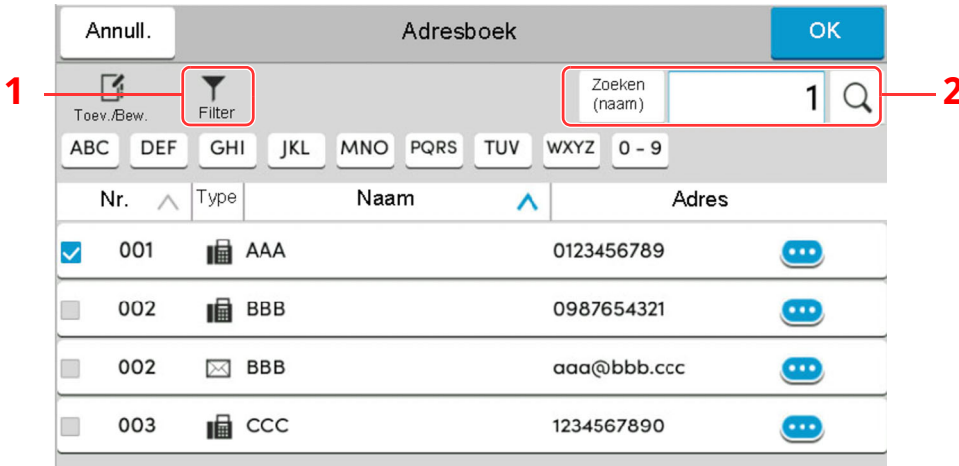 Annull. Adresboek OK
1 Toev./Bew. Filter Zoeken (naam) 1 2
ABC DEF GHI JKL MNO PQRS TUV WXYZ 0 - 9
Nr. Type Naam Adres
001 AAA 0123456789
002 BBB 0987654321
002 BBB aaa@bbb.ccc
003 CCC 1234567890